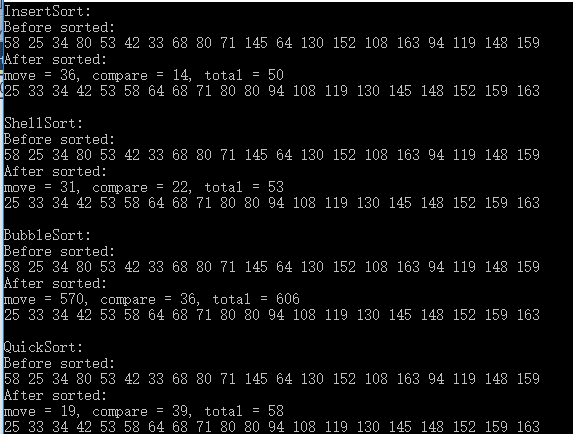 InsertSort:
Before sorted:
58 25 34 80 53 42 33 68 80 71 145 64 130 152 108 163 94 119 148 159
After sorted:
move = 36, compare = 14, total = 50
25 33 34 42 53 58 64 68 71 80 80 94 108 119 130 145 148 152 159 163
ShellSort:
Before sorted:
58 25 34 80 53 42 33 68 80 71 145 64 130 152 108 163 94 119 148 159
After sorted:
move = 31, compare = 22, total = 53
25 33 34 42 53 58 64 68 71 80 80 94 108 119 130 145 148 152 159 163
BubbleSort:
Before sorted:
58 25 34 80 53 42 33 68 80 71 145 64 130 152 108 163 94 119 148 159
After sorted:
move = 570, compare = 36, total = 606
25 33 34 42 53 58 64 68 71 80 80 94 108 119 130 145 148 152 159 163
QuickSort:
Before sorted:
58 25 34 80 53 42 33 68 80 71 145 64 130 152 108 163 94 119 148 159
After sorted:
move = 19, compare = 39, total = 58
25 33 34 42 53 58 64 68 71 80 80 94 108 119 130 145 148 152 159 163